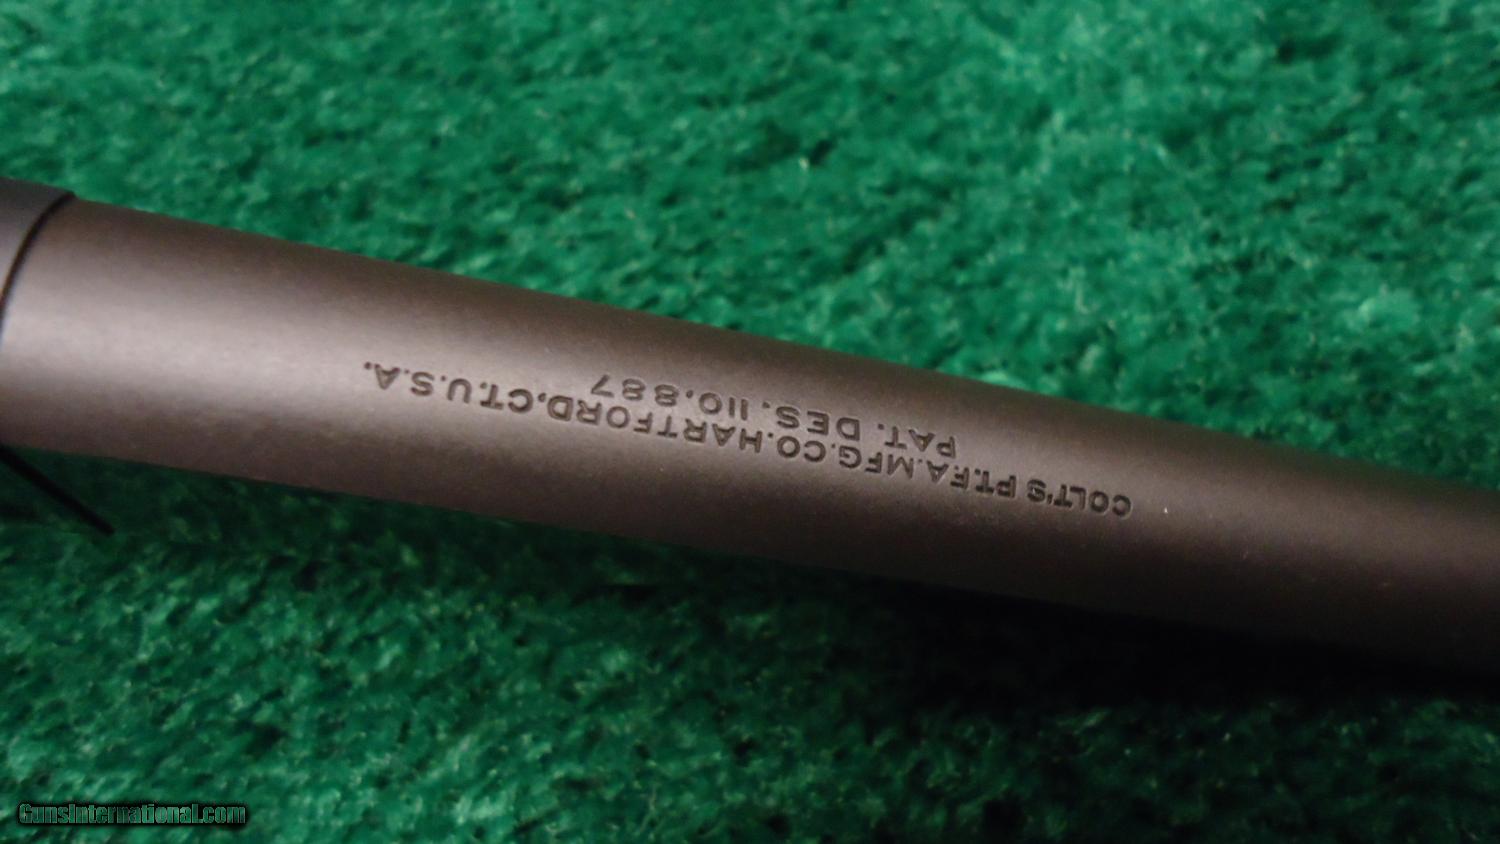 COLT'S PT.F.A.MFG.CO.HARTFORD,CT.U.S.A.
PAT. DES. 110,887
GunsInternational.com